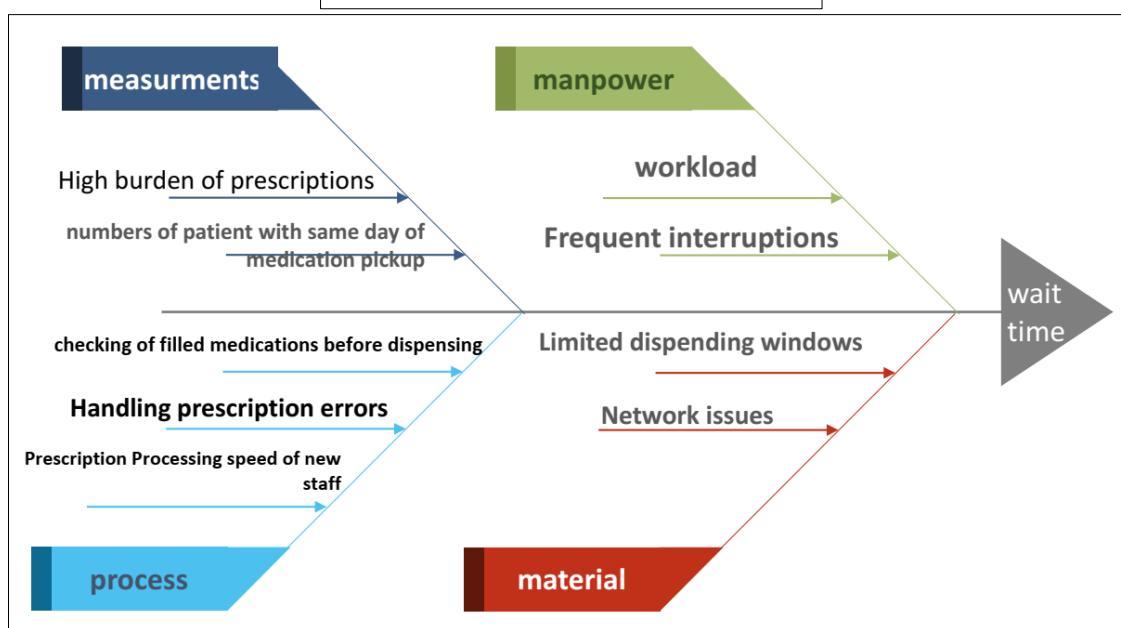 measurments
manpower
High burden of prescriptions
workload
numbers of patient with same day of
medication pickup
Frequent interruptions
wait
time
checking of filled medications before dispensing
Limited dispending windows
Handling prescription errors
Network issues
Prescription Processing speed of new
staff
process
material